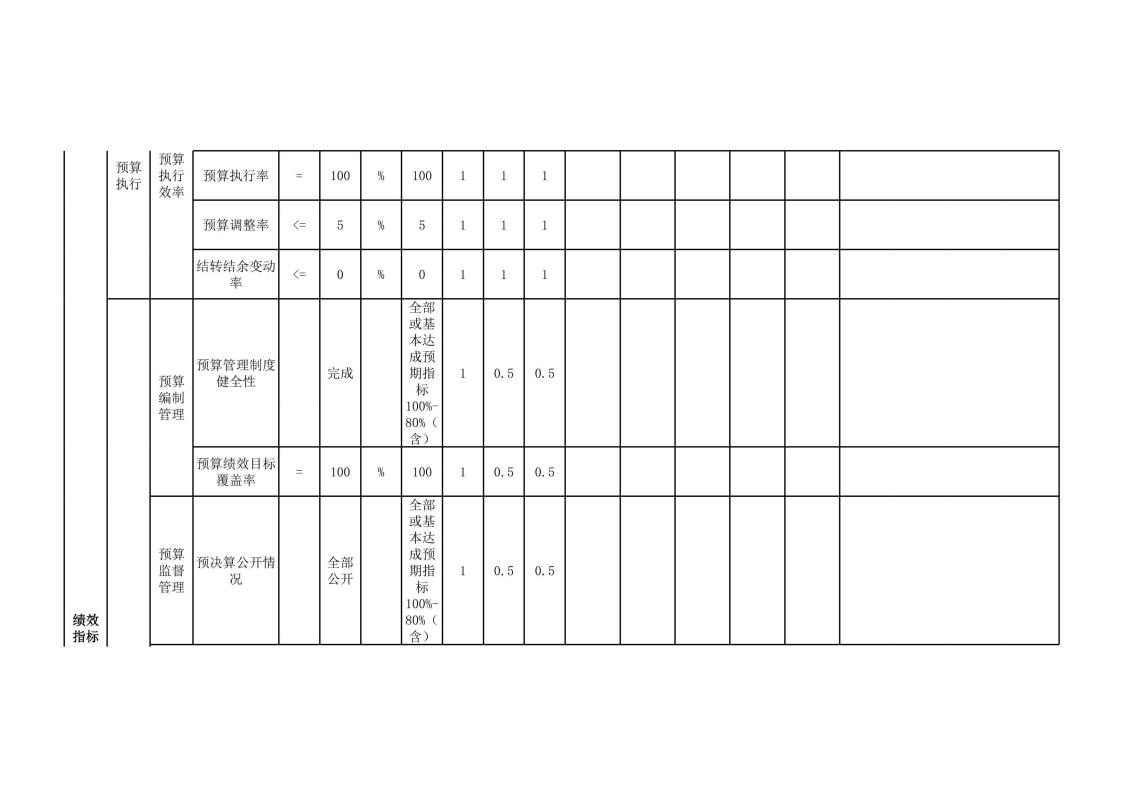 预算
执行
预算
执行
效率
预算执行率 = 100 % 100 1 1 1
预算调整率 <= 5 % 5 1 1 1
结转结余变动
率
<= 0 % 0 1 1 1
预算
编制
管理
预算管理制度
健全性
完成
全部
或基
本达
成预
期指
标
100%-
80%（
含）
1 0.5 0.5
预算绩效目标
覆盖率
= 100 % 100 1 0.5 0.5
预算
监督
管理
预决算公开情
况
全部
公开
全部
或基
本达
成预
期指
标
100%-
80%（
含）
1 0.5 0.5
绩效
指标